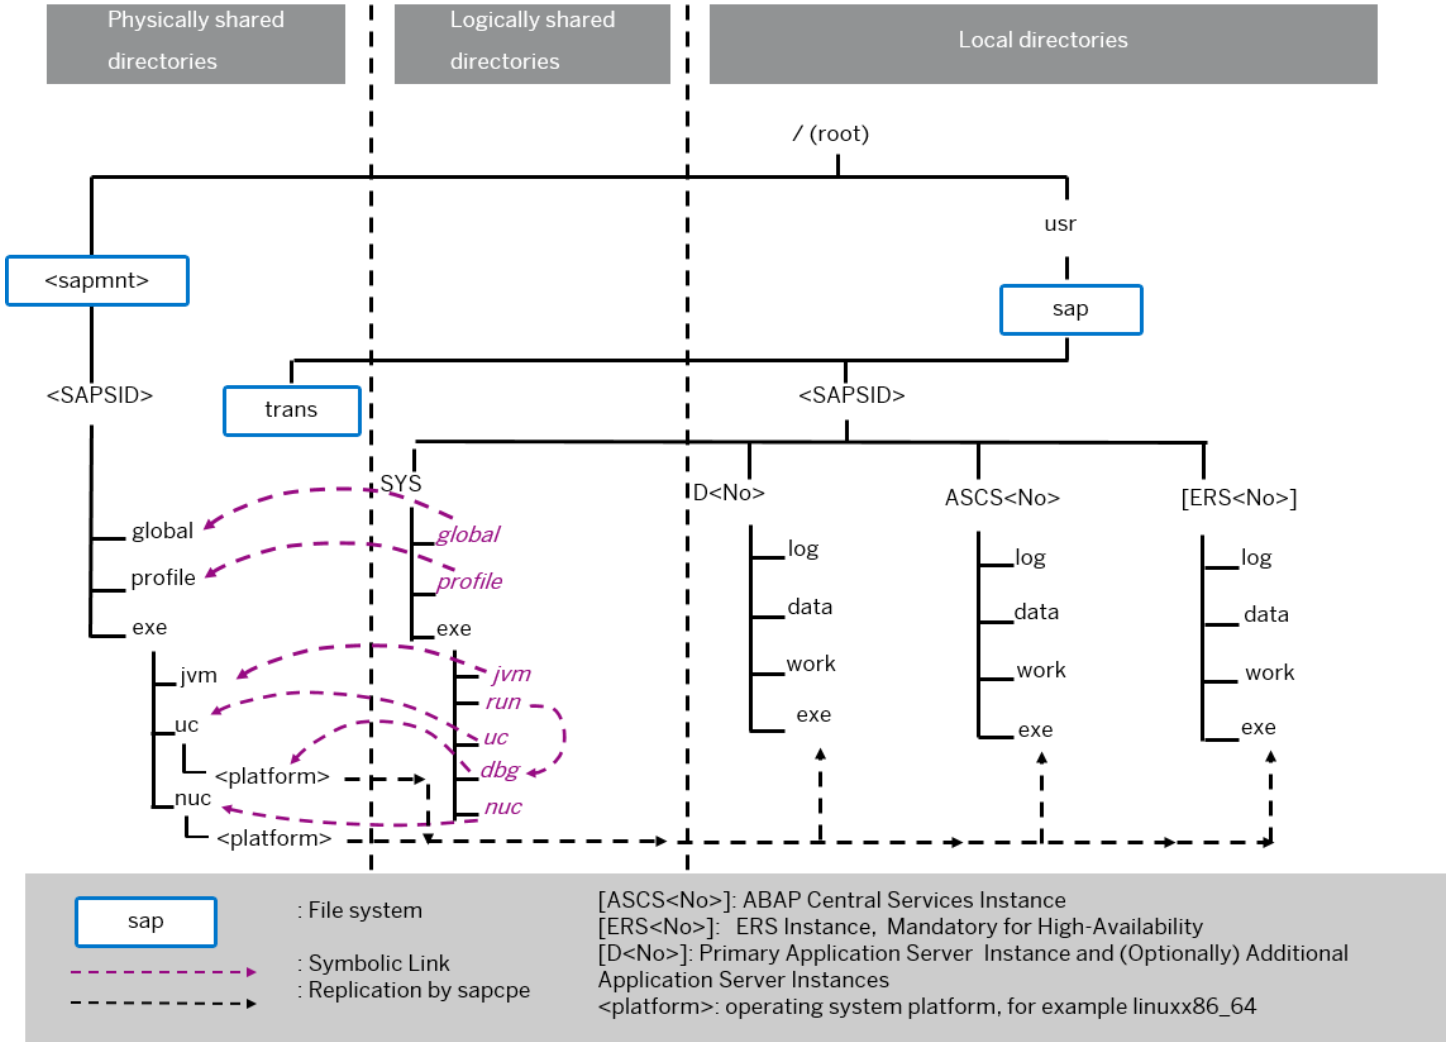 Physically shared
directories
Logically shared
directories
Local directories
/ (root)
usr
<sapmnt>
sap
<SAPSID>
trans
<SAPSID>
SYS
D<No>
ASCS<No>
[ERS<No>]
global
profile
exe
jvm
uc
<platform>
nuc
<platform>
global
profile
exe
jvm
run
uc
dbg
nuc
log
data
work
exe
log
data
work
exe
log
data
work
exe
sap
: File system
: Symbolic Link
: Replication by sapcpe
[ASCS<No>]: ABAP Central Services Instance
[ERS<No>]: ERS Instance, Mandatory for High-Availability
[D<No>]: Primary Application Server Instance and (Optionally) Additional
Application Server Instances
<platform>: operating system platform, for example linuxx86_64